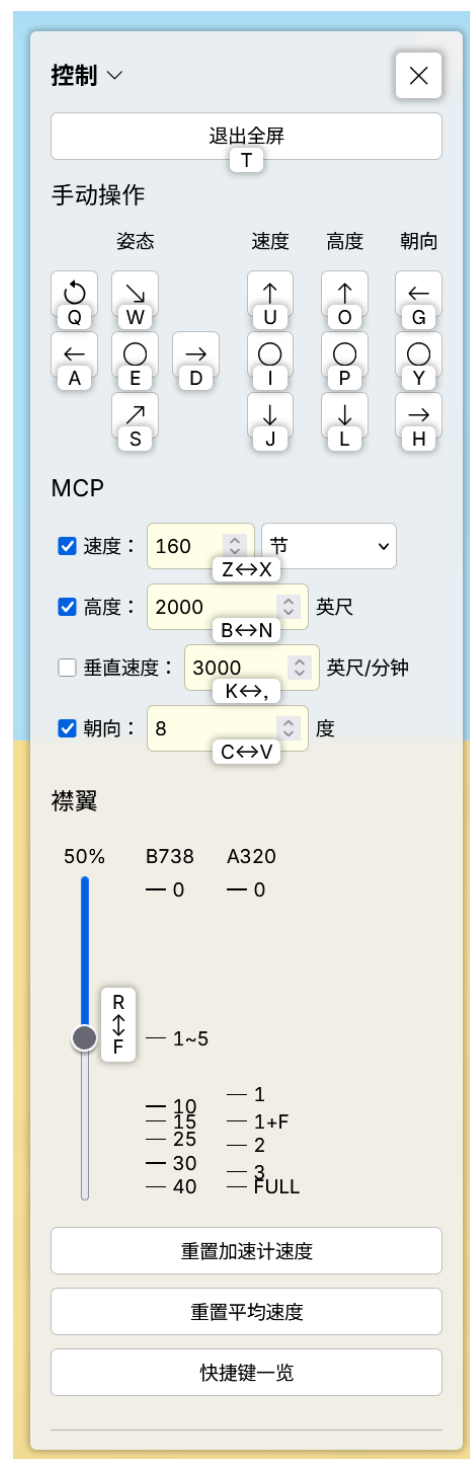 控制
退出全屏
T
手动操作
姿态 速度 高度 朝向
Q W U O G
A E D I P Y
S J L H
MCP
速度： 160 节
Z↔X
高度： 2000 英尺
B↔N
垂直速度： 3000 英尺/分钟
K↔,
朝向： 8 度
C↔V
襟翼
50% B738 A320
0 0
R
↕
F
1~5
1
10
15 1+F
25 2
30 3
40 FULL
重置加速计速度
重置平均速度
快捷键一览